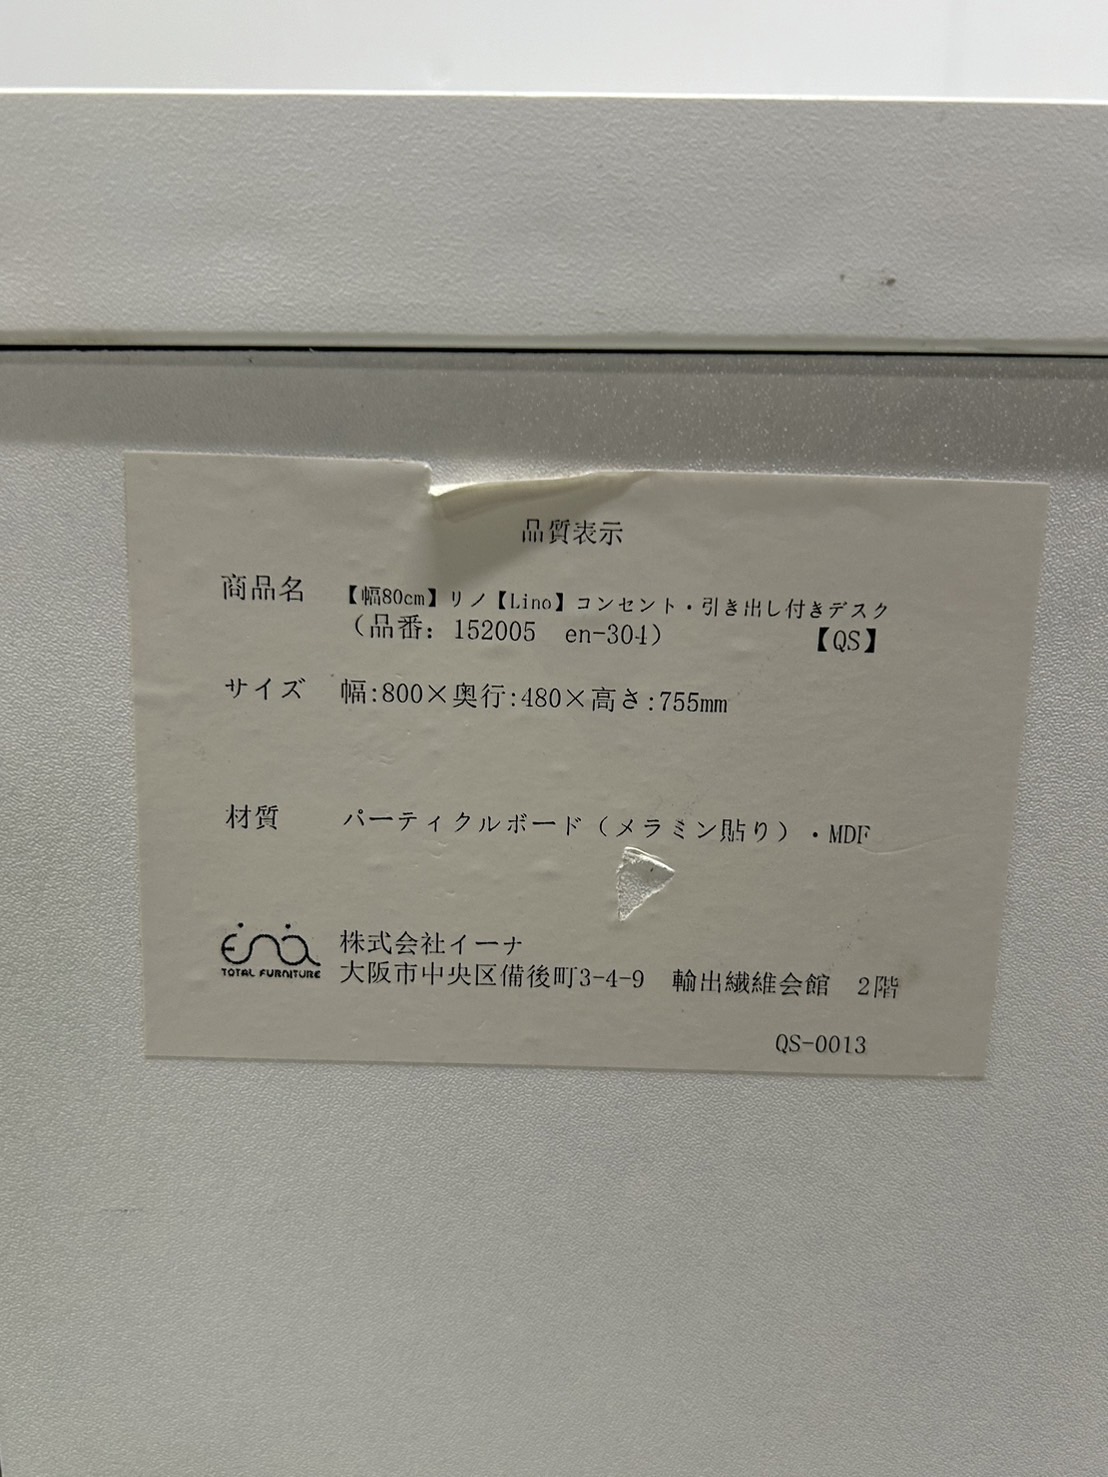 品質表示
商品名 【幅80cm】リノ【Lino】コンセント・引き出し付きデスク
（品番: 152005 en-304） 【QS】
サイズ 幅:800×奥行:480×高さ:755mm
材質 パーティクルボード（メラミン貼り）・MDF
ena
TOTAL FURNITURE
株式会社イーナ
大阪市中央区備後町3-4-9 輸出繊維会館 2階
QS-0013